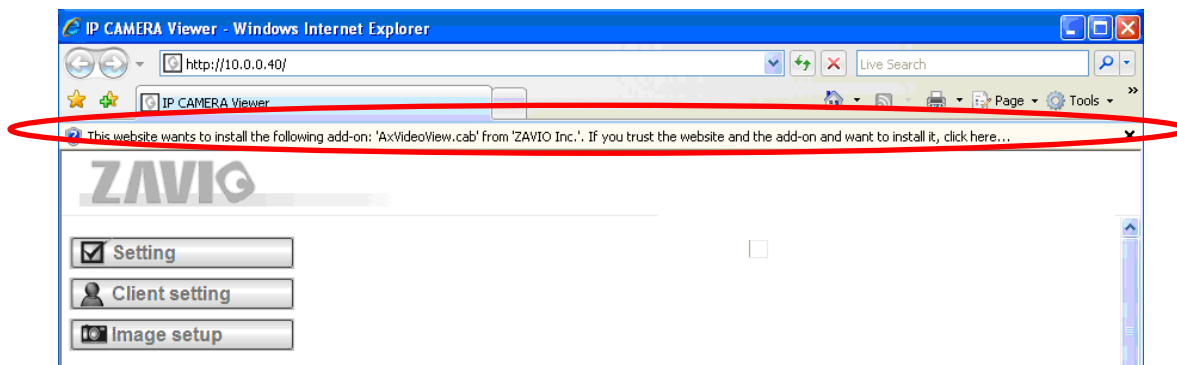 IP CAMERA Viewer - Windows Internet Explorer
http://10.0.0.40/
Live Search
IP CAMERA Viewer
Page
Tools
»
This website wants to install the following add-on: 'AxVideoView.cab' from 'ZAVIO Inc.'. If you trust the website and the add-on and want to install it, click here...
ZAVIO
Setting
Client setting
Image setup